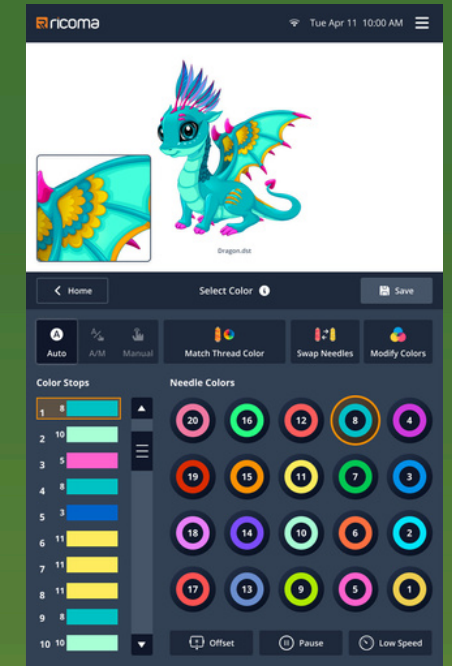 ricoma
Tue Apr 11 10:00 AM
Dragon.dst
Home
Select Color
Save
Auto
A/M
Manual
Match Thread Color
Swap Needles
Modify Colors
Color Stops
Needle Colors
1 8
2 10
3 5
4 8
5 3
6 11
7 11
8 11
9 8
10 10
20 16 12 8 4
19 15 11 7 3
18 14 10 6 2
17 13 9 5 1
Offset
Pause
Low Speed